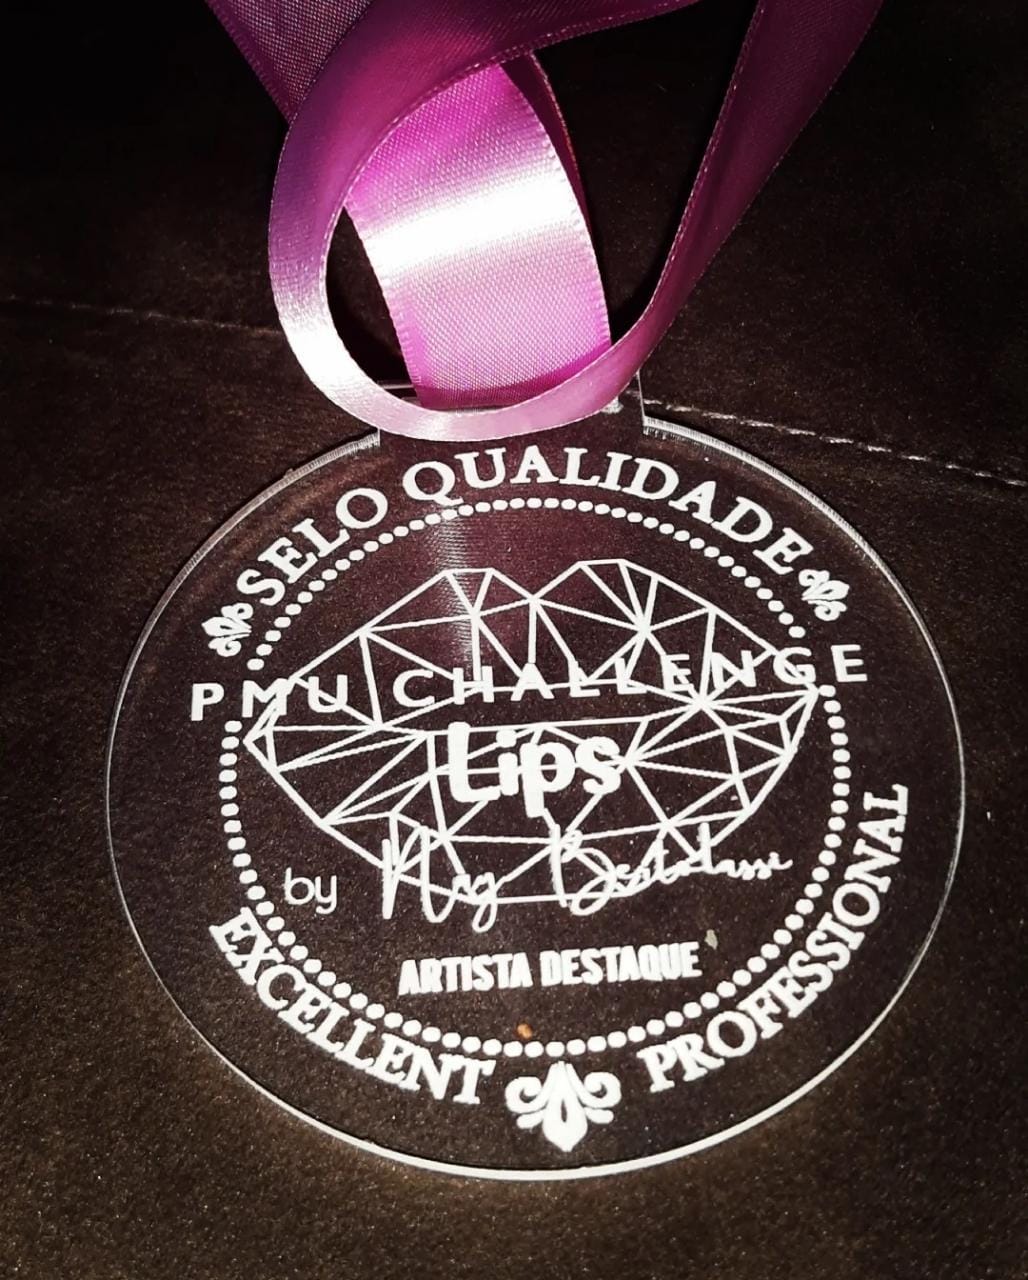 SELO QUALIDADE
PMU CHALLENGE
Lips
by
ARTISTA DESTAQUE
EXCELLENT PROFESSIONAL